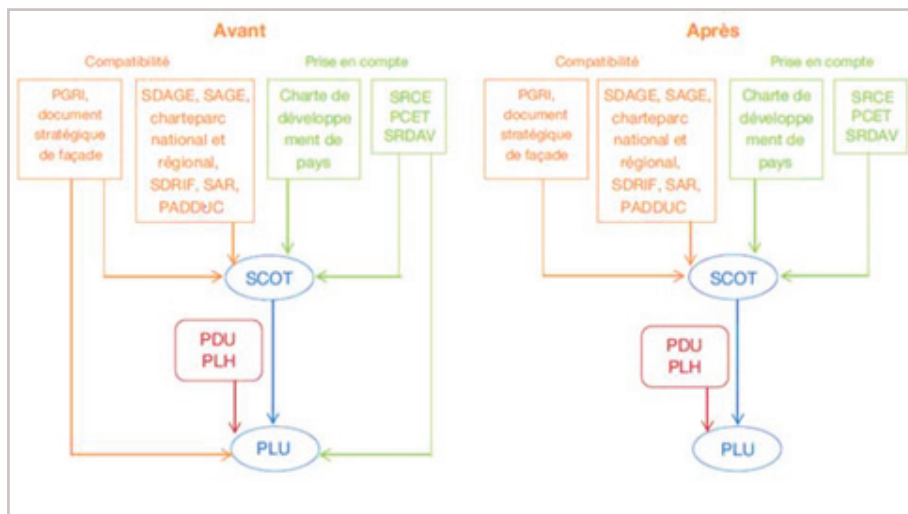 Avant
Compatibilité
Prise en compte
PGRI,
document
stratégique
de façade
SDAGE, SAGE,
charteparc
national et
régional,
SDRIF, SAR,
PADDUC
Charte de
développe
ment de
pays
SRCE
PCET
SRDAV
SCOT
PDU
PLH
PLU
Après
Compatibilité
Prise en compte
PGRI,
document
stratégique
de façade
SDAGE, SAGE,
charteparc
national et
régional,
SDRIF, SAR,
PADDUC
Charte de
développe
ment de
pays
SRCE
PCET
SRDAV
SCOT
PDU
PLH
PLU